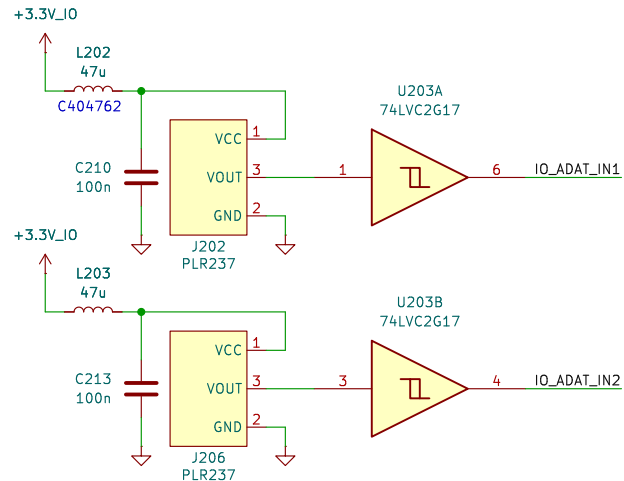 +3.3V_IO
L202
47u
C404762
U203A
74LVC2G17
VCC 1
C210
100n
VOUT 3
1
6
IO_ADAT_IN1
GND 2
J202
PLR237
+3.3V_IO
L203
47u
U203B
74LVC2G17
VCC 1
C213
100n
VOUT 3
3
4
IO_ADAT_IN2
GND 2
J206
PLR237